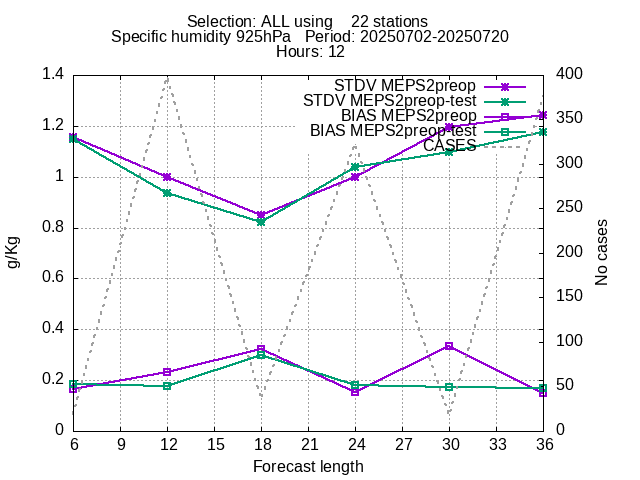 Selection: ALL using    22 stations
Specific humidity 925hPa   Period: 20250702-20250720
Hours: 12
STDV MEPS2preop
STDV MEPS2preop-test
BIAS MEPS2preop
BIAS MEPS2preop-test
CASES
1.4
1.2
1
0.8
0.6
0.4
0.2
0
g/Kg
400
350
300
250
200
150
100
50
0
No cases
6 9 12 15 18 21 24 27 30 33 36
Forecast length